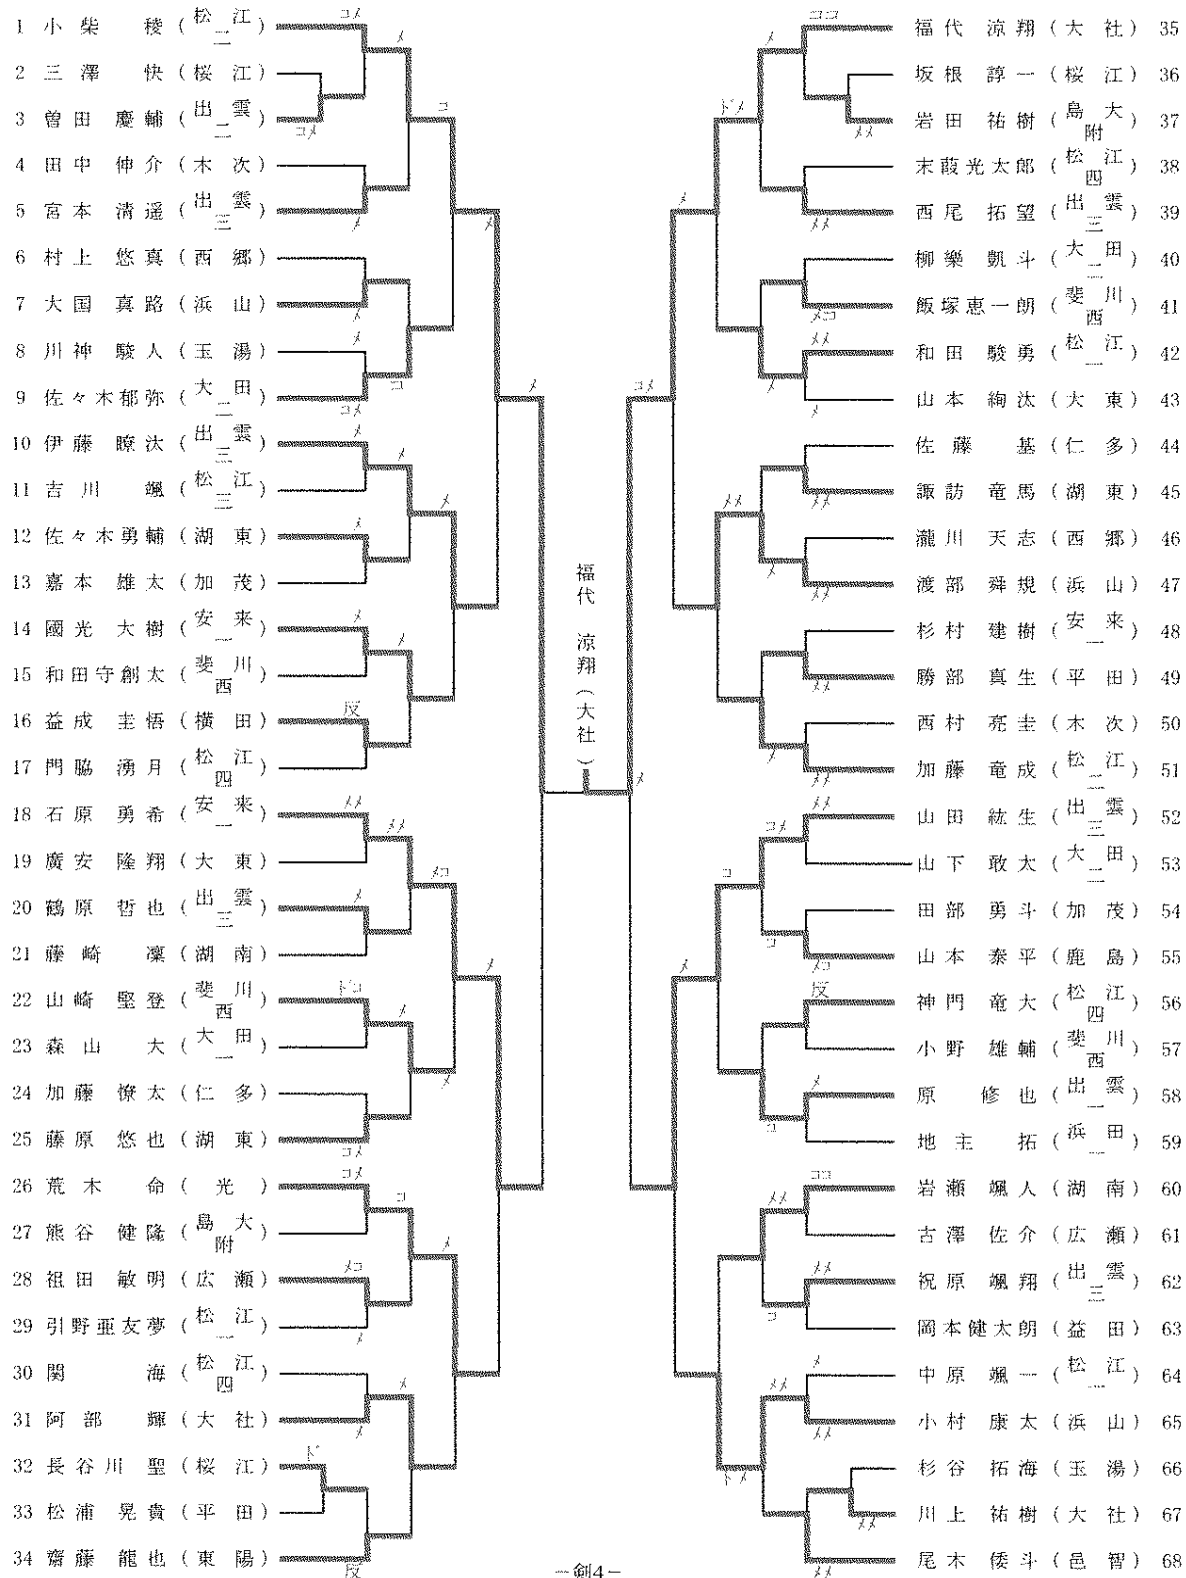 1 小柴 稜 (松江二)
2 三澤 快 (桜江)
3 曽田慶輔 (出雲二)
4 田中伸介 (木次)
5 宮本清遥 (出雲三)
6 村上悠真 (西郷)
7 大国真路 (浜山)
8 川神駿人 (玉湯)
9 佐々木郁弥 (大田二)
10 伊藤瞭汰 (出雲三)
11 吉川 颯 (松江三)
12 佐々木勇輔 (湖東)
13 嘉本雄太 (加茂)
14 國光大樹 (安来一)
15 和田守創太 (斐川西)
16 益成圭悟 (横田)
17 門脇湧月 (松江四)
18 石原勇希 (安来一)
19 廣安隆翔 (大東)
20 鶴原哲也 (出雲三)
21 藤崎 凜 (湖南)
22 山崎堅登 (斐川西)
23 森山 大 (大田一)
24 加藤憭太 (仁多)
25 藤原悠也 (湖東)
26 荒木 命 (光)
27 熊谷健隆 (島大附)
28 祖田敏明 (広瀬)
29 引野亜友夢 (松江一)
30 関 海 (松江四)
31 阿部 輝 (大社)
32 長谷川聖 (桜江)
33 松浦晃貴 (平田)
34 齋藤龍也 (東陽)
福代 涼翔(大社)
福代涼翔 (大社) 35
坂根諄一 (桜江) 36
岩田祐樹 (島大附) 37
末葭光太郎 (松江四) 38
西尾拓望 (出雲三) 39
柳樂凱斗 (大田二) 40
飯塚恵一朗 (斐川西) 41
和田駿勇 (松江一) 42
山本絢汰 (大東) 43
佐藤 基 (仁多) 44
諏訪竜馬 (湖東) 45
瀧川天志 (西郷) 46
渡部舜規 (浜山) 47
杉村建樹 (安来一) 48
勝部真生 (平田) 49
西村亮圭 (木次) 50
加藤竜成 (松江二) 51
山田紘生 (出雲三) 52
山下敢太 (大田二) 53
田部勇斗 (加茂) 54
山本泰平 (鹿島) 55
神門竜大 (松江四) 56
小野雄輔 (斐川西) 57
原 修也 (出雲一) 58
地主 拓 (浜田一) 59
岩瀬颯人 (湖南) 60
古澤佐介 (広瀬) 61
祝原颯翔 (出雲三) 62
岡本健太朗 (益田) 63
中原颯一 (松江一) 64
小村康太 (浜山) 65
杉谷拓海 (玉湯) 66
川上祐樹 (大社) 67
尾木倭斗 (邑智) 68
－剣4－